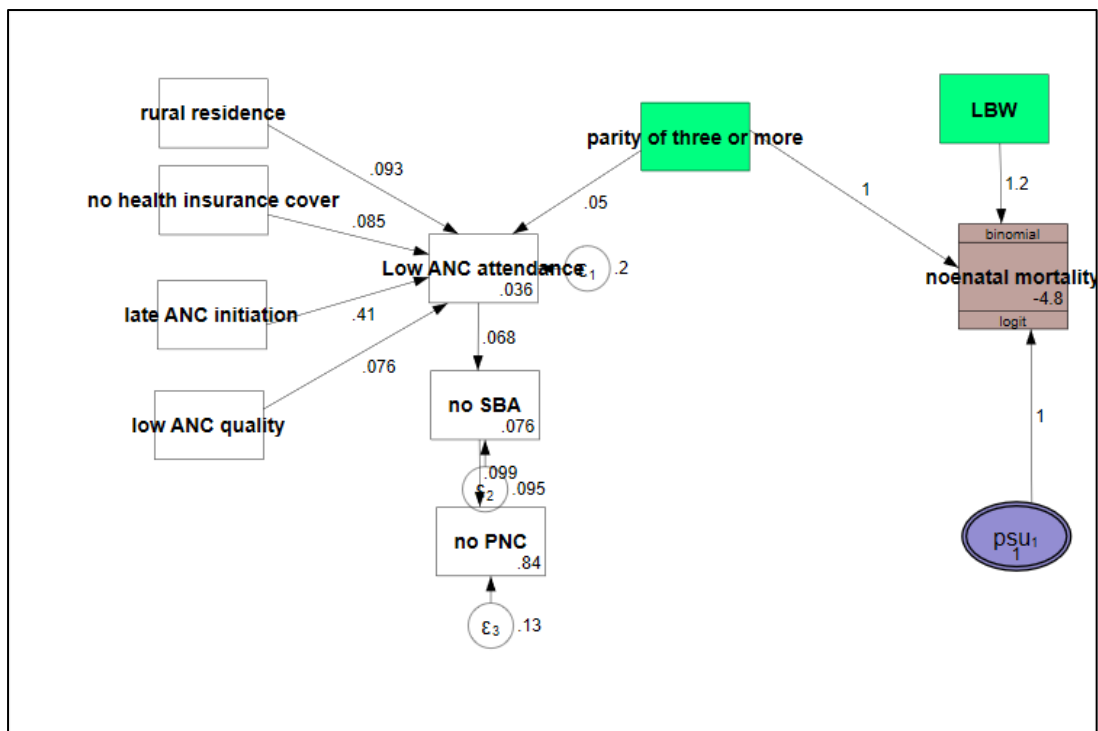 rural residence
LBW
parity of three or more
.093
no health insurance cover
1
1.2
.05
.085
binomial
Low ANC attendance
ε1
.2
noenatal mortality
.036
-4.8
late ANC initiation
.41
logit
.068
.076
low ANC quality
no SBA
.076
1
.099
ε2
.095
no PNC
psu1
1
.84
ε3
.13